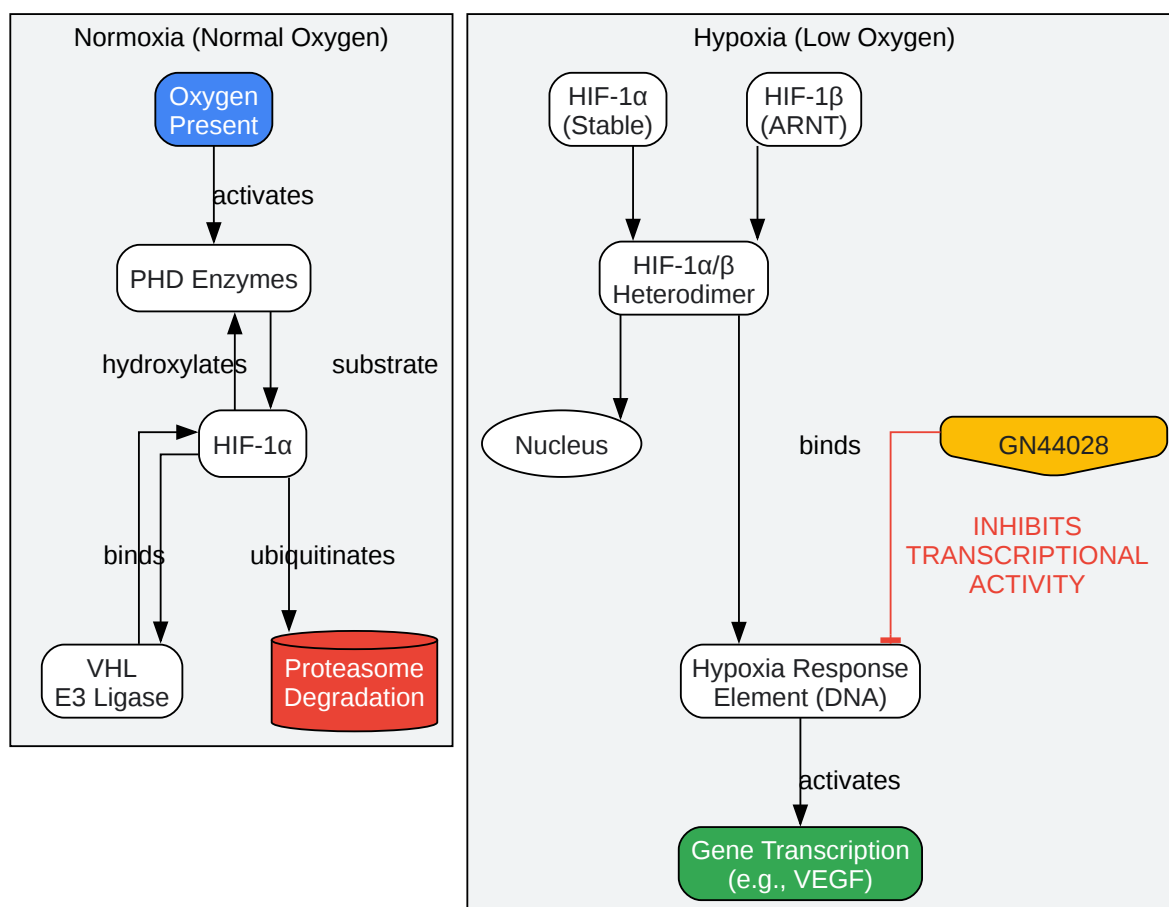 Normoxia (Normal Oxygen)
Oxygen
Present
activates
PHD Enzymes
hydroxylates
substrate
HIF-1α
binds
ubiquitinates
VHL
E3 Ligase
Proteasome
Degradation
Hypoxia (Low Oxygen)
HIF-1α
(Stable)
HIF-1β
(ARNT)
HIF-1α/β
Heterodimer
Nucleus
binds
GN44028
INHIBITS
TRANSCRIPTIONAL
ACTIVITY
Hypoxia Response
Element (DNA)
activates
Gene Transcription
(e.g., VEGF)